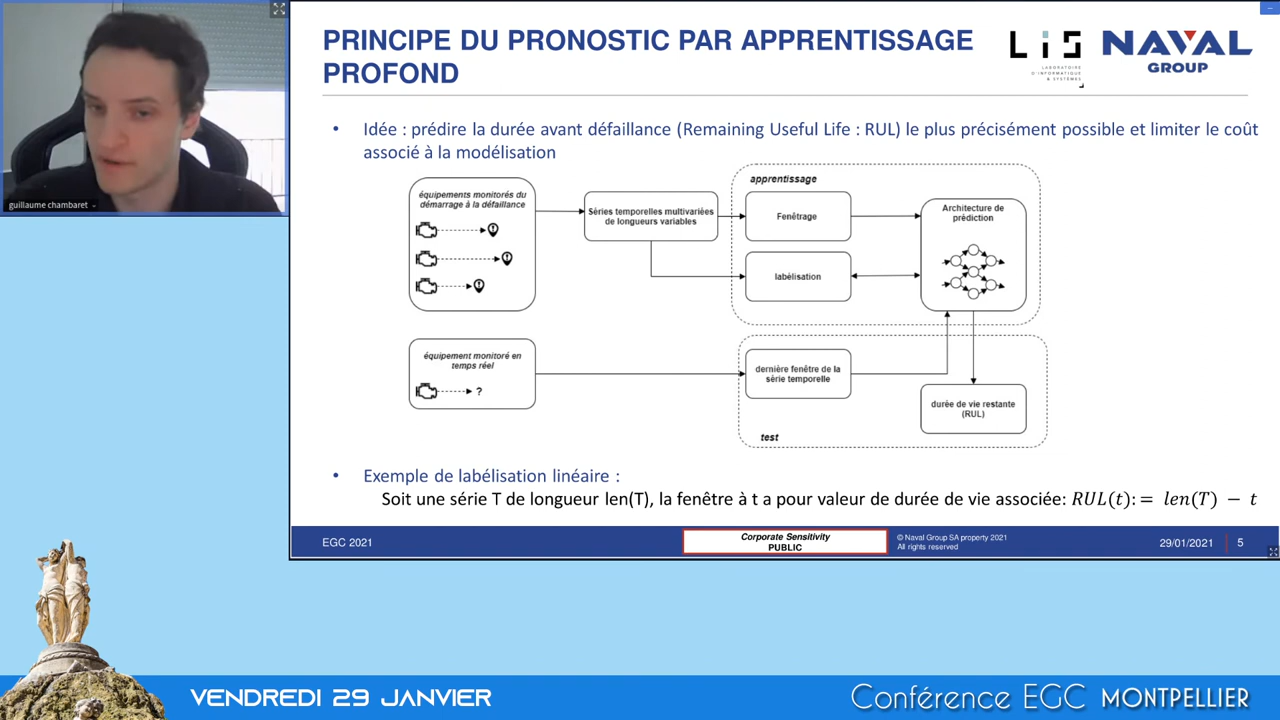 PRINCIPE DU PRONOSTIC PAR APPRENTISSAGE
PROFOND
LiS
LABORATOIRE
D'INFORMATIQUE
& SYSTÈMES
NAVAL
GROUP
• Idée : prédire la durée avant défaillance (Remaining Useful Life : RUL) le plus précisément possible et limiter le coût
associé à la modélisation
guillaume chambaret
équipements monitorés du
démarrage à la défaillance
Séries temporelles multivariées
de longueurs variables
apprentissage
Fenêtrage
labélisation
Architecture de
prédiction
équipement monitoré en
temps réel
?
dernière fenêtre de la
série temporelle
durée de vie restante
(RUL)
test
• Exemple de labélisation linéaire :
Soit une série T de longueur len(T), la fenêtre à t a pour valeur de durée de vie associée: RUL(t):= len(T) − t
EGC 2021
Corporate Sensitivity
PUBLIC
© Naval Group SA property 2021
All rights reserved
29/01/2021
5
VENDREDI 29 JANVIER
Conférence EGC MONTPELLIER